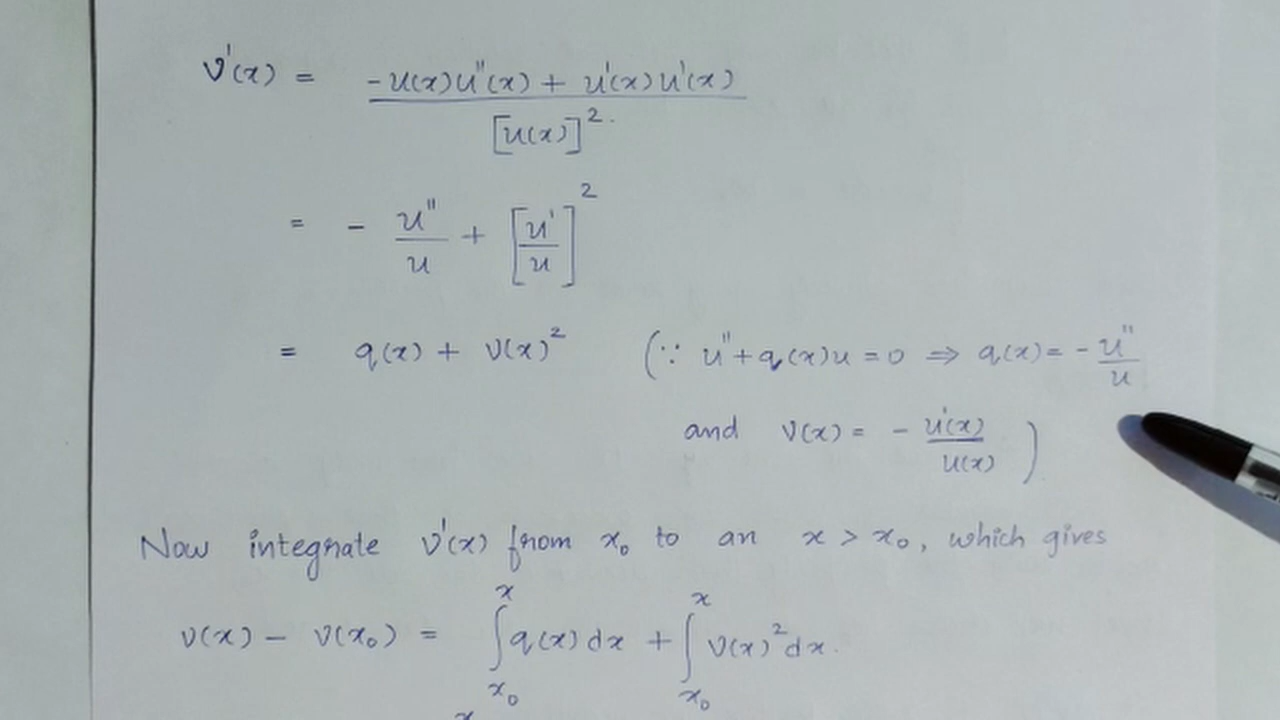 v'(x) = -u(x)u''(x) + u'(x)u'(x) / [u(x)]^2.
= - u''/u + [u'/u]^2
= q(x) + v(x)^2 (∵ u''+q(x)u=0 ⇒ q(x)= - u''/u
and v(x) = - u'(x)/u(x) )
Now integrate v'(x) from x₀ to an x > x₀, which gives
v(x) - v(x₀) = ∫_{x₀}^{x} q(x)dx + ∫_{x₀}^{x} v(x)^2 dx.
x